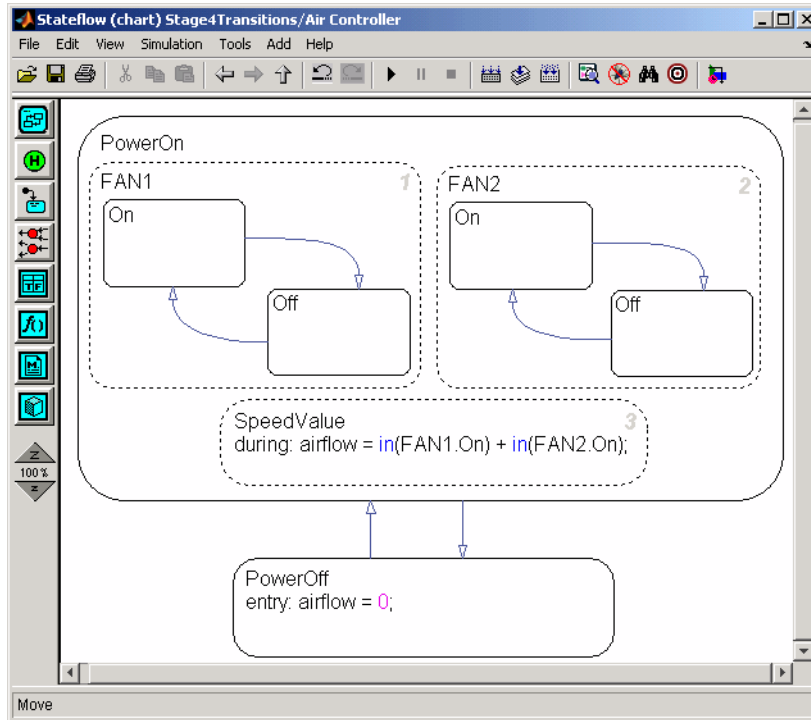 Stateflow (chart) Stage4Transitions/Air Controller
File Edit View Simulation Tools Add Help
PowerOn
FAN1 1
On
Off
FAN2 2
On
Off
SpeedValue 3
during: airflow = in(FAN1.On) + in(FAN2.On);
PowerOff
entry: airflow = 0;
H
TF
f()
M
Z
100%
z
Move